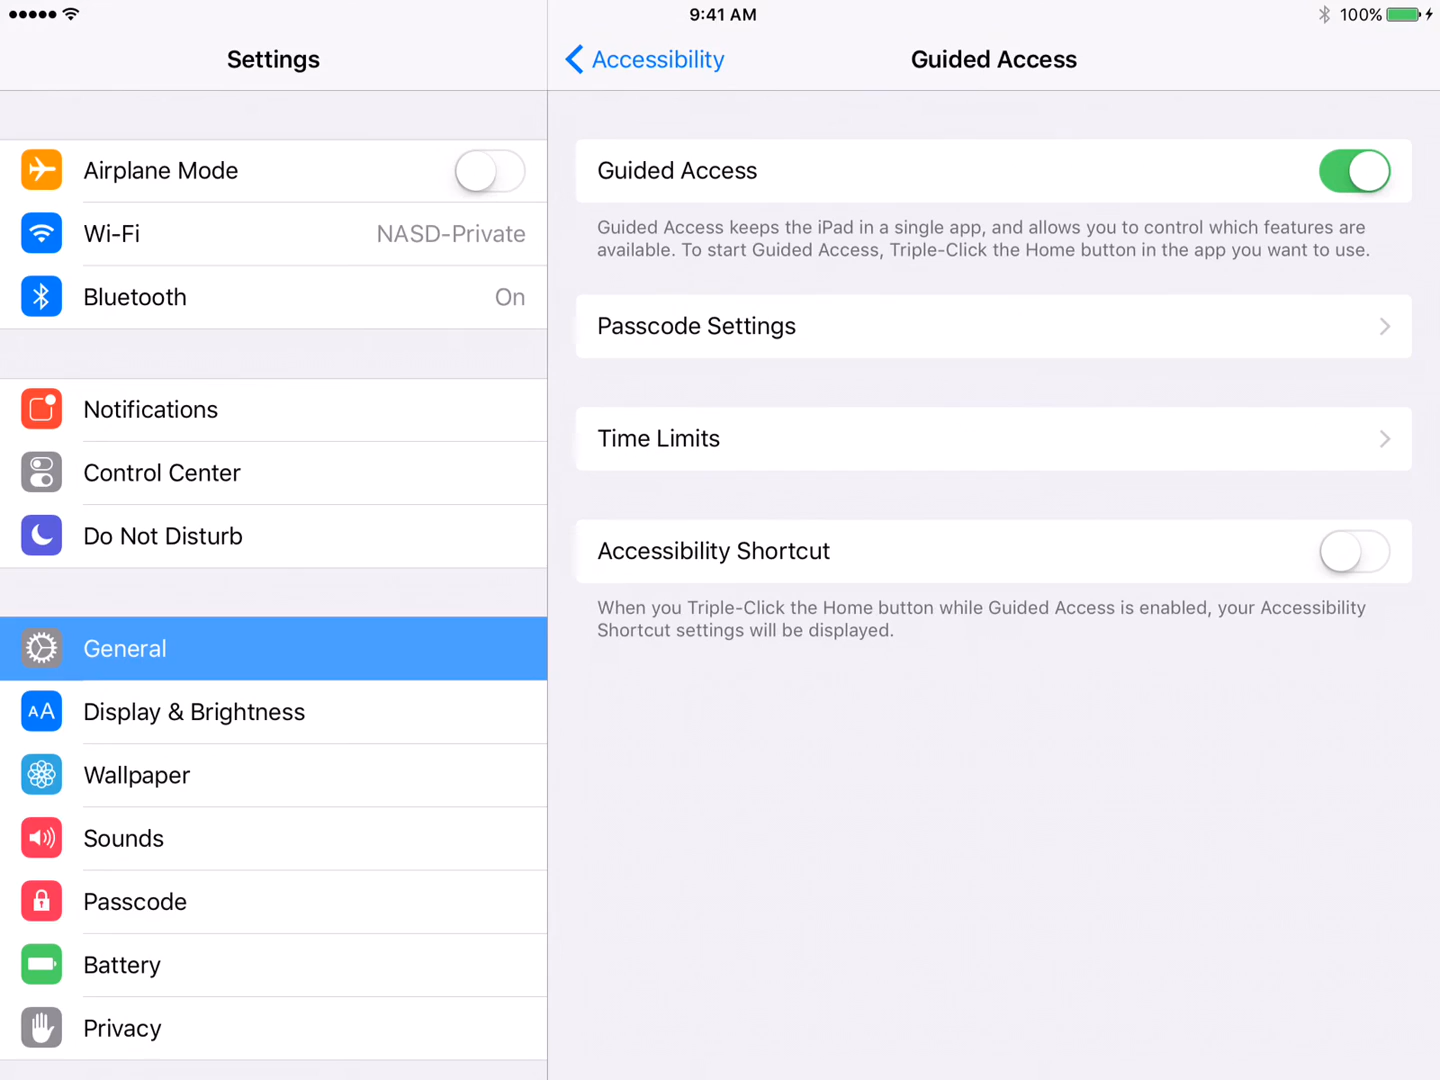 9:41 AM
100%
Settings
Accessibility
Guided Access
Airplane Mode
Wi-Fi
NASD-Private
Bluetooth
On
Notifications
Control Center
Do Not Disturb
General
Display & Brightness
AA
Wallpaper
Sounds
Passcode
Battery
Privacy
Guided Access
Guided Access keeps the iPad in a single app, and allows you to control which features are
available. To start Guided Access, Triple-Click the Home button in the app you want to use.
Passcode Settings
Time Limits
Accessibility Shortcut
When you Triple-Click the Home button while Guided Access is enabled, your Accessibility
Shortcut settings will be displayed.